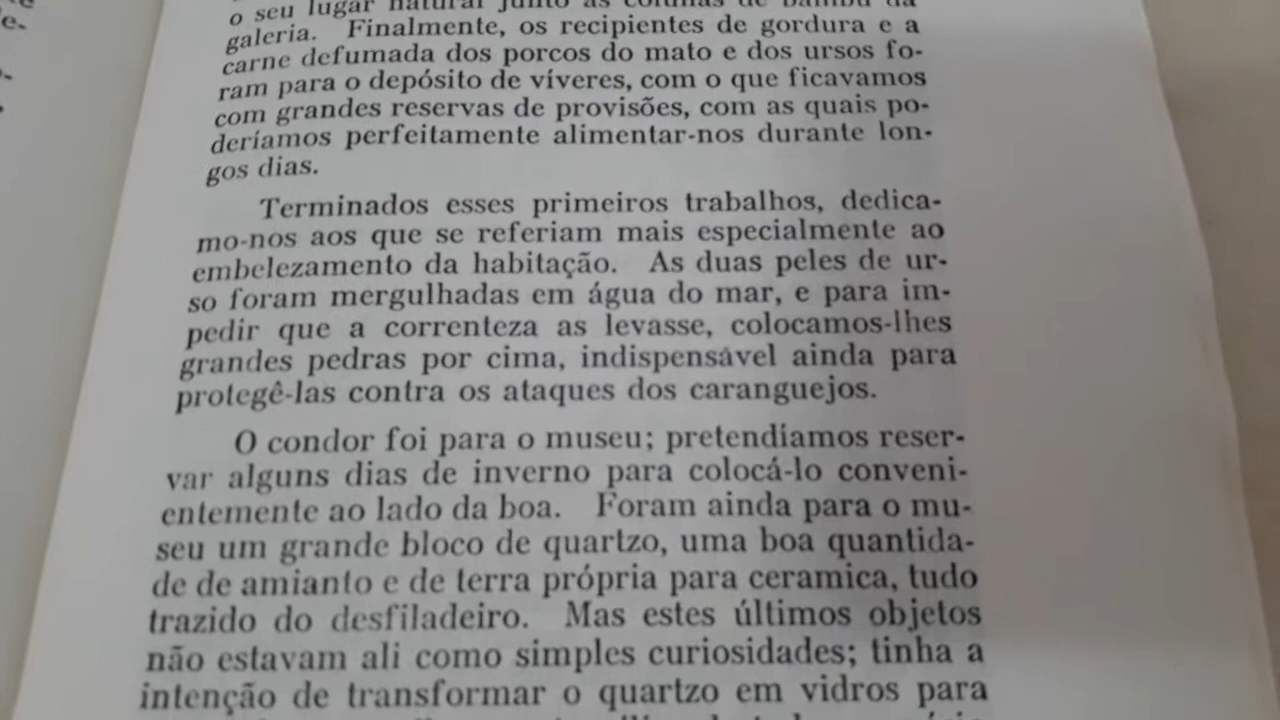 o seu lugar natural junto às colunas de bambu da
galeria. Finalmente, os recipientes de gordura e a
carne defumada dos porcos do mato e dos ursos fo-
ram para o depósito de víveres, com o que ficavamos
com grandes reservas de provisões, com as quais po-
deríamos perfeitamente alimentar-nos durante lon-
gos dias.
Terminados esses primeiros trabalhos, dedica-
mo-nos aos que se referiam mais especialmente ao
embelezamento da habitação. As duas peles de ur-
so foram mergulhadas em água do mar, e para im-
pedir que a correnteza as levasse, colocamos-lhes
grandes pedras por cima, indispensável ainda para
protegê-las contra os ataques dos caranguejos.
O condor foi para o museu; pretendíamos reser-
var alguns dias de inverno para colocá-lo conveni-
entemente ao lado da boa. Foram ainda para o mu-
seu um grande bloco de quartzo, uma boa quantida-
de de amianto e de terra própria para ceramica, tudo
trazido do desfiladeiro. Mas estes últimos objetos
não estavam ali como simples curiosidades; tinha a
intenção de transformar o quartzo em vidros para